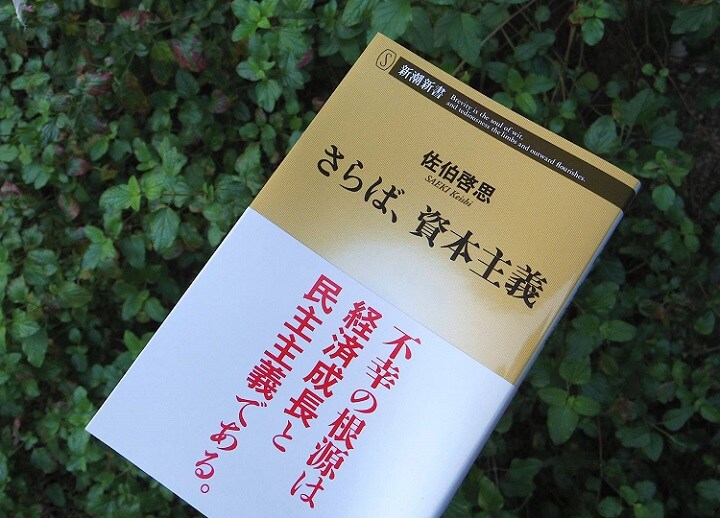 S
新潮新書
Brevity is the soul of wit,
and tediousness the limbs and outward flourishes.
佐伯啓思
SAEKI Keishi
さらば、資本主義
不幸の根源は
経済成長と
民主主義である。